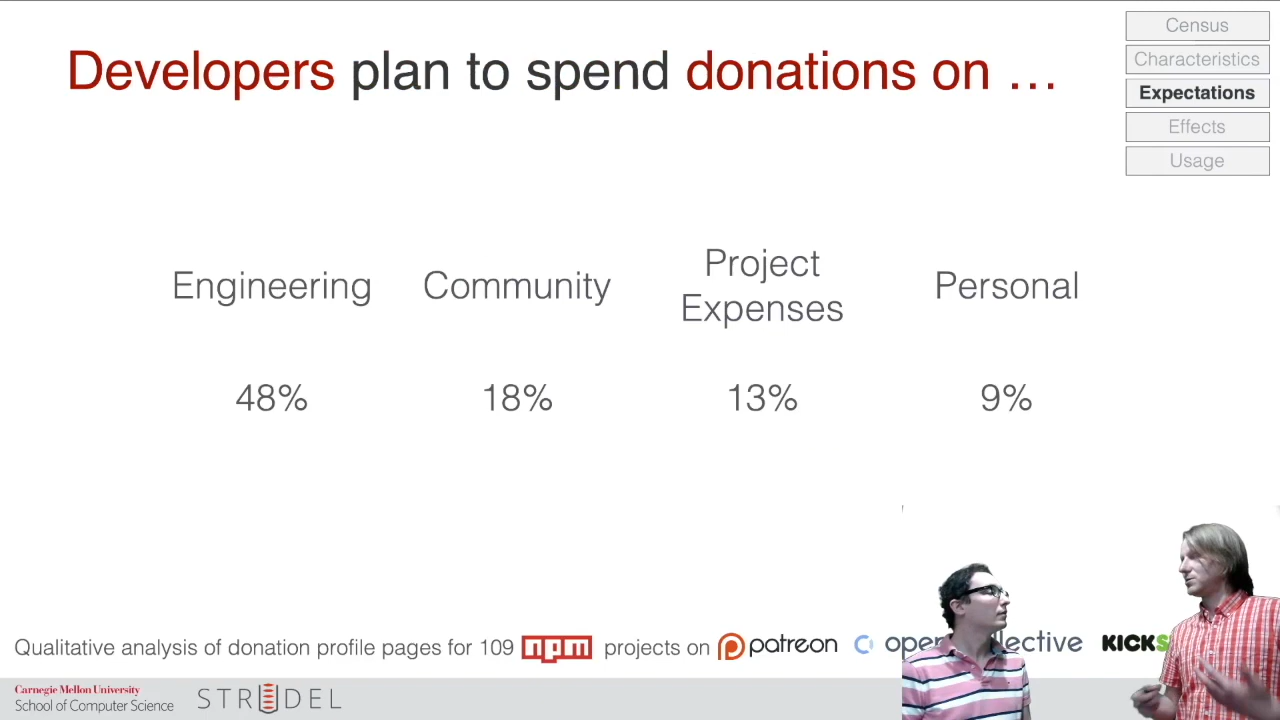 Developers plan to spend donations on …
Census
Characteristics
Expectations
Effects
Usage
Engineering
Community
Project
Expenses
Personal
48%
18%
13%
9%
Qualitative analysis of donation profile pages for 109 npm projects on patreon
Carnegie Mellon University
School of Computer Science
STRUDEL